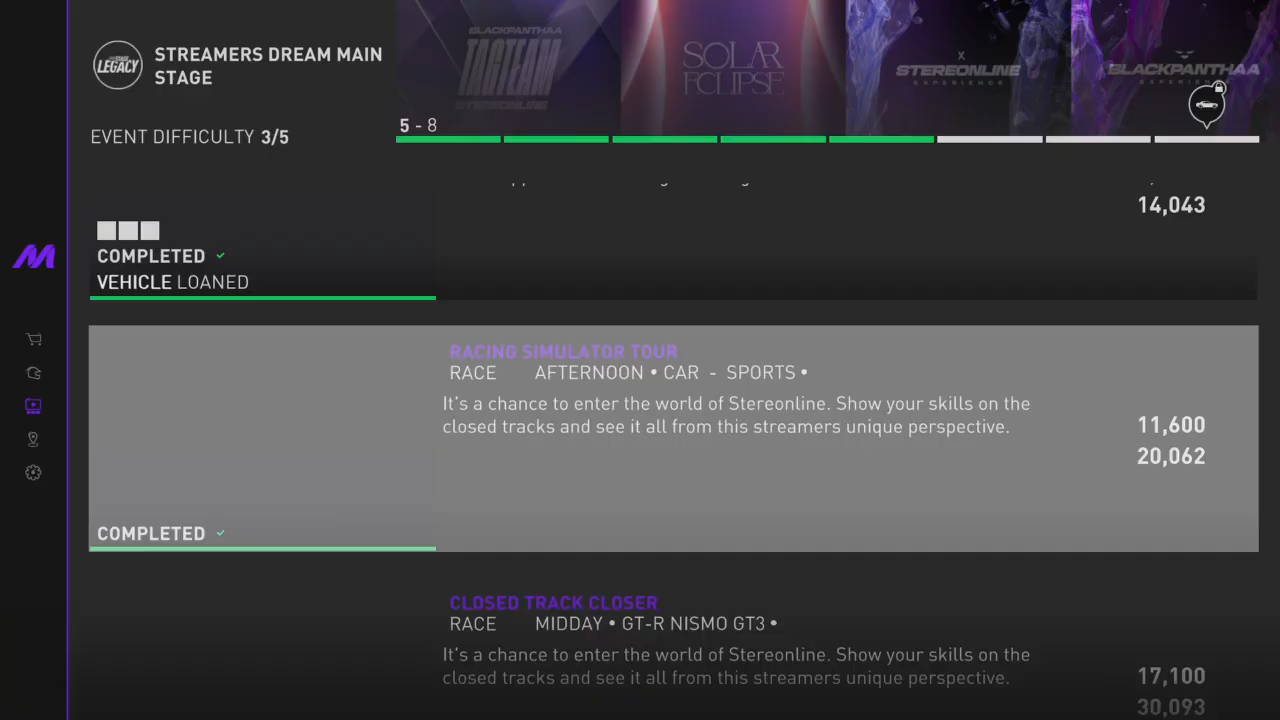 LEGACY
STREAMERS DREAM MAIN
STAGE
EVENT DIFFICULTY 3/5
BLACKPANTHAA
TAGTEAM
STEREONLINE
SOLAR
ECLIPSE
X
STEREONLINE
EXPERIENCE
BLACKPANTHAA
EXPERIENCE
5 - 8
14,043
COMPLETED
VEHICLE LOANED
RACING SIMULATOR TOUR
RACE AFTERNOON • CAR - SPORTS •
It's a chance to enter the world of Stereonline. Show your skills on the
closed tracks and see it all from this streamers unique perspective.
11,600
20,062
COMPLETED
CLOSED TRACK CLOSER
RACE MIDDAY • GT-R NISMO GT3 •
It's a chance to enter the world of Stereonline. Show your skills on the
closed tracks and see it all from this streamers unique perspective.
17,100
30,093